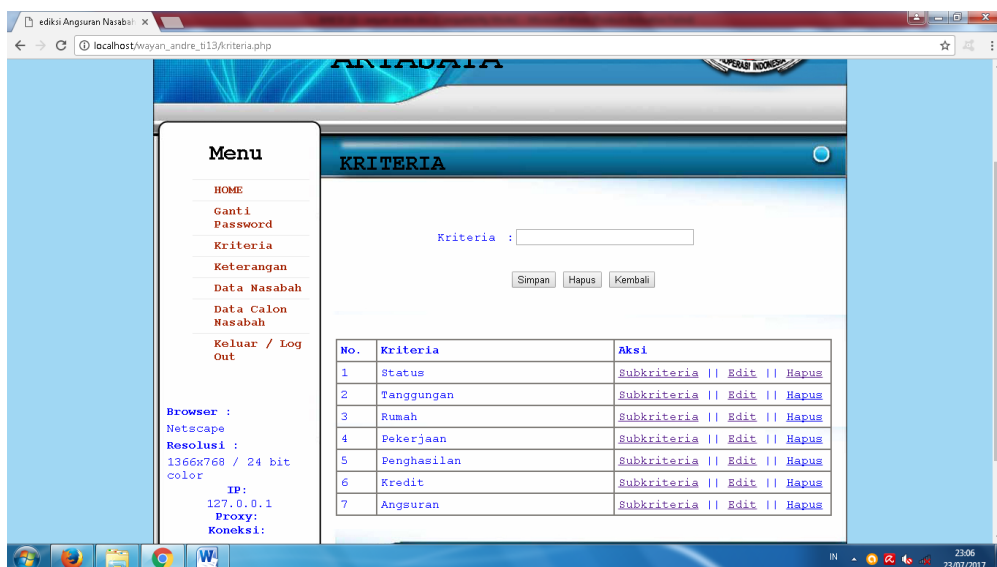 ediksi Angsuran Nasabah
localhost/wayan_andre_ti13/kriteria.php
ARTAJAYA
OPERASI INDONESIA
Menu
HOME
Ganti
Password
Kriteria
Keterangan
Data Nasabah
Data Calon
Nasabah
Keluar / Log
Out
Browser :
Netscape
Resolusi :
1366x768 / 24 bit
color
IP:
127.0.0.1
Proxy:
Koneksi:
KRITERIA
Kriteria :
Simpan Hapus Kembali
No. Kriteria Aksi
1 Status Subkriteria || Edit || Hapus
2 Tanggungan Subkriteria || Edit || Hapus
3 Rumah Subkriteria || Edit || Hapus
4 Pekerjaan Subkriteria || Edit || Hapus
5 Penghasilan Subkriteria || Edit || Hapus
6 Kredit Subkriteria || Edit || Hapus
7 Angsuran Subkriteria || Edit || Hapus
IN 23:06
23/07/2017